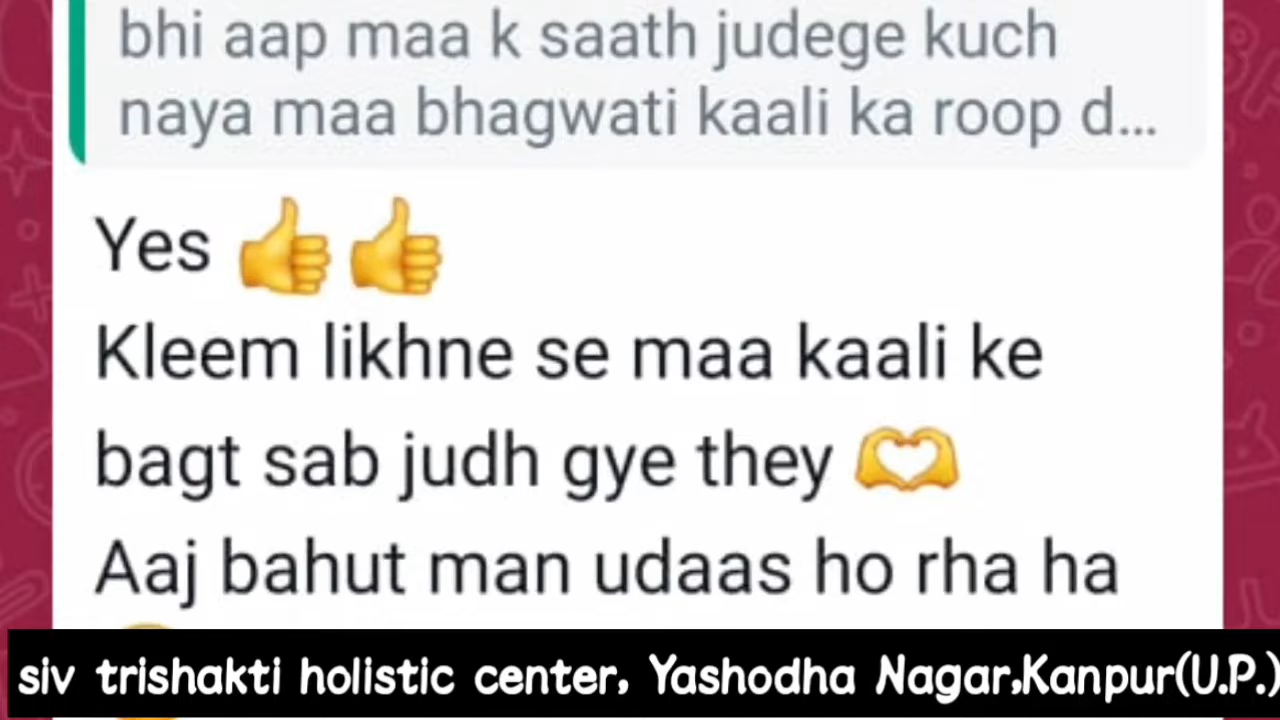 bhi aap maa k saath judege kuch
naya maa bhagwati kaali ka roop d...
Yes 👍👍
Kleem likhne se maa kaali ke
bagt sab judh gye they 🫶
Aaj bahut man udaas ho rha ha
siv trishakti holistic center, Yashodha Nagar,Kanpur(U.P.)